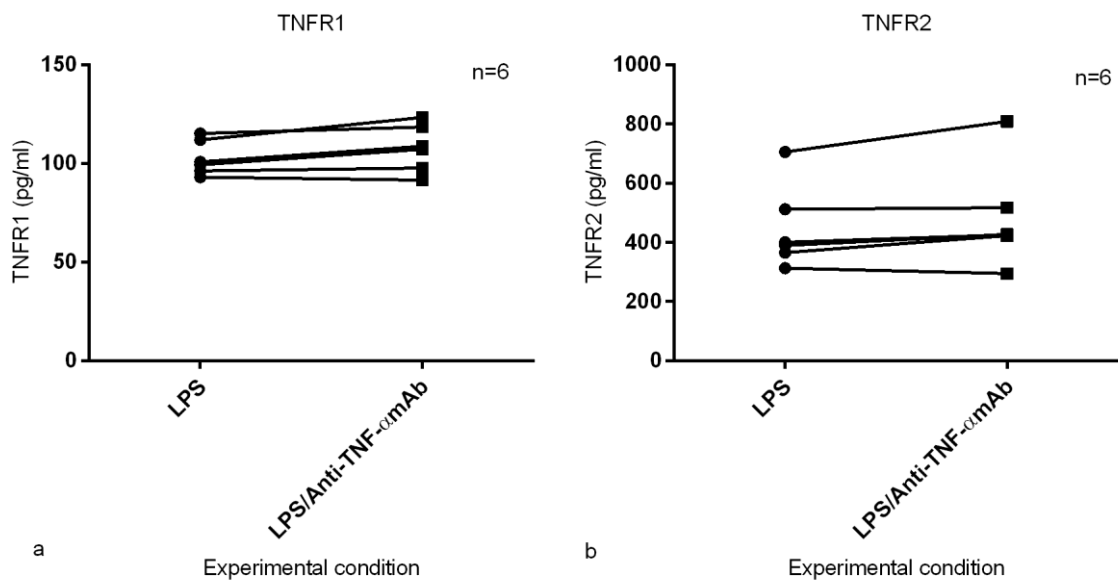 TNFR1
n=6
TNFR1 (pg/ml)
150
100
50
0
LPS
LPS/Anti-TNF-αmAb
a
Experimental condition
TNFR2
n=6
TNFR2 (pg/ml)
1000
800
600
400
200
0
LPS
LPS/Anti-TNF-αmAb
b
Experimental condition